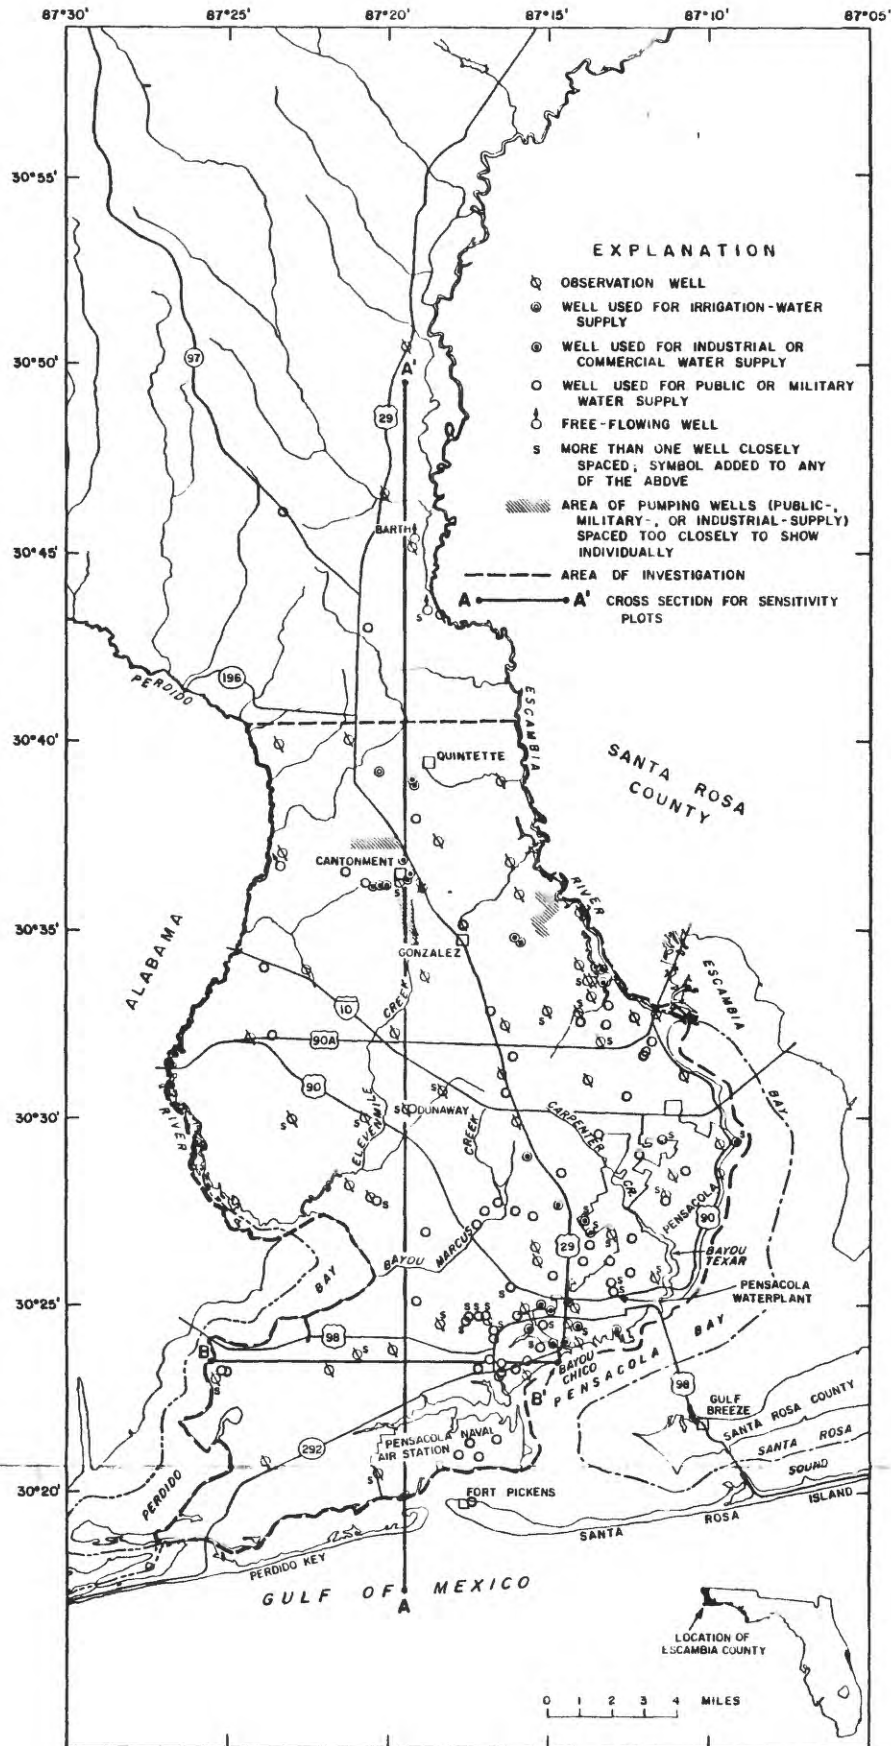 87°30' 87°25' 87°20' 87°15' 87°10' 87°05'
30°55'
EXPLANATION
OBSERVATION WELL
WELL USED FOR IRRIGATION-WATER
SUPPLY
30°50'
WELL USED FOR INDUSTRIAL OR
COMMERCIAL WATER SUPPLY
97
A'
WELL USED FOR PUBLIC OR MILITARY
WATER SUPPLY
29
FREE-FLOWING WELL
S MORE THAN ONE WELL CLOSELY
SPACED; SYMBOL ADDED TO ANY
OF THE ABOVE
AREA OF PUMPING WELLS (PUBLIC-,
MILITARY-, OR INDUSTRIAL-SUPPLY)
SPACED TOO CLOSELY TO SHOW
INDIVIDUALLY
BARTH
30°45'
AREA OF INVESTIGATION
A A' CROSS SECTION FOR SENSITIVITY
PLOTS
S
PERDIDO
196
ESCAMBIA
30°40'
QUINTETTE
SANTA ROSA
COUNTY
CANTONMENT
S
RIVER
30°35'
GONZALEZ
ALABAMA
ESCAMBIA
CREEK
10
90A
90
BAY
30°30'
DUNAWAY
RIVER
ELEVENMILE
CREEK
CARPENTER
CR.
PENSACOLA
90
29
BAYOU MARCUS
BAYOU
TEXAR
BAY
PENSACOLA
WATERPLANT
30°25'
98
BAY
B
BAYOU
CHICO
PENSACOLA
B'
98
GULF
BREEZE
SANTA ROSA COUNTY
292
PENSACOLA NAVAL
AIR STATION
SANTA ROSA
SOUND
30°20'
PERDIDO
FORT PICKENS
ISLAND
SANTA ROSA
PERDIDO KEY
GULF OF MEXICO
A
LOCATION OF
ESCAMBIA COUNTY
0 1 2 3 4 MILES